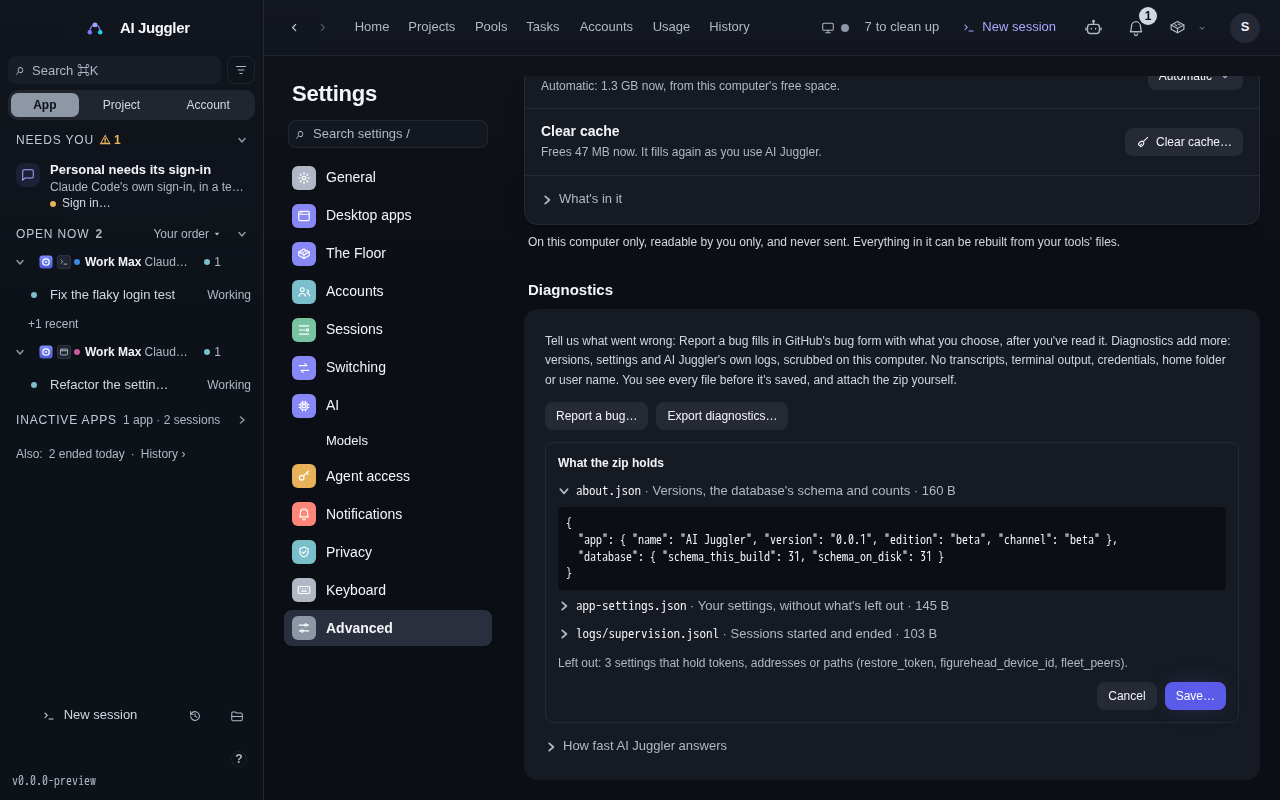 AI Juggler
Search ⌘K
App
Project
Account
NEEDS YOU 1
Personal needs its sign-in
Claude Code's own sign-in, in a te…
Sign in…
OPEN NOW 2
Your order
Work Max Claud…
1
Fix the flaky login test
Working
+1 recent
Work Max Claud…
1
Refactor the settin…
Working
INACTIVE APPS 1 app · 2 sessions
Also: 2 ended today · History ›
New session
?
v0.0.0-preview
Home
Projects
Pools
Tasks
Accounts
Usage
History
7 to clean up
New session
1
S
Settings
Search settings /
General
Desktop apps
The Floor
Accounts
Sessions
Switching
AI
Models
Agent access
Notifications
Privacy
Keyboard
Advanced
Automatic: 1.3 GB now, from this computer's free space.
Automatic
Clear cache
Frees 47 MB now. It fills again as you use AI Juggler.
Clear cache…
What's in it
On this computer only, readable by you only, and never sent. Everything in it can be rebuilt from your tools' files.
Diagnostics
Tell us what went wrong: Report a bug fills in GitHub's bug form with what you choose, after you've read it. Diagnostics add more:
versions, settings and AI Juggler's own logs, scrubbed on this computer. No transcripts, terminal output, credentials, home folder
or user name. You see every file before it's saved, and attach the zip yourself.
Report a bug…
Export diagnostics…
What the zip holds
about.json · Versions, the database's schema and counts · 160 B
{
"app": { "name": "AI Juggler", "version": "0.0.1", "edition": "beta", "channel": "beta" },
"database": { "schema_this_build": 31, "schema_on_disk": 31 }
}
app-settings.json · Your settings, without what's left out · 145 B
logs/supervision.jsonl · Sessions started and ended · 103 B
Left out: 3 settings that hold tokens, addresses or paths (restore_token, figurehead_device_id, fleet_peers).
Cancel
Save…
How fast AI Juggler answers